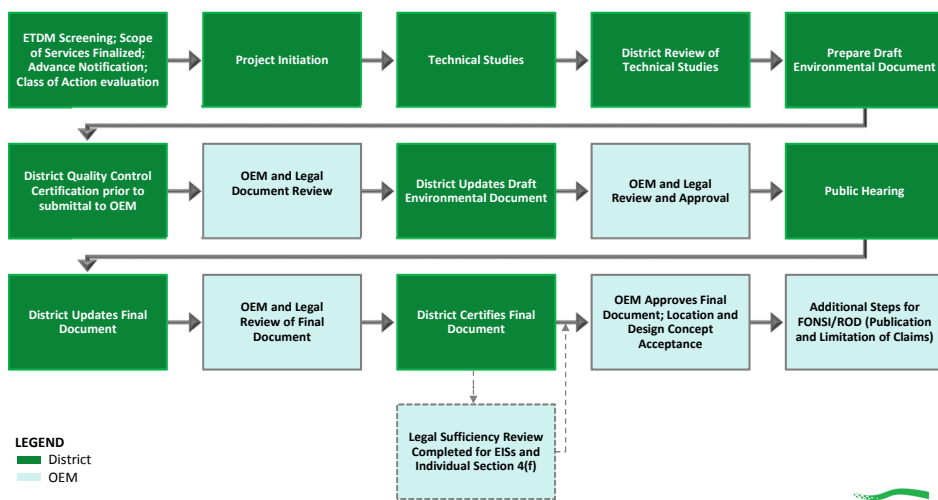 ETDM Screening; Scope
of Services Finalized;
Advance Notification;
Class of Action evaluation
Project Initiation
Technical Studies
District Review of
Technical Studies
Prepare Draft
Environmental Document
District Quality Control
Certification prior to
submittal to OEM
OEM and Legal
Document Review
District Updates Draft
Environmental Document
OEM and Legal
Review and Approval
Public Hearing
District Updates Final
Document
OEM and Legal
Review of Final
Document
District Certifies Final
Document
OEM Approves Final
Document; Location and
Design Concept
Acceptance
Additional Steps for
FONSI/ROD (Publication
and Limitation of Claims)
Legal Sufficiency Review
Completed for EISs and
Individual Section 4(f)
LEGEND
District
OEM